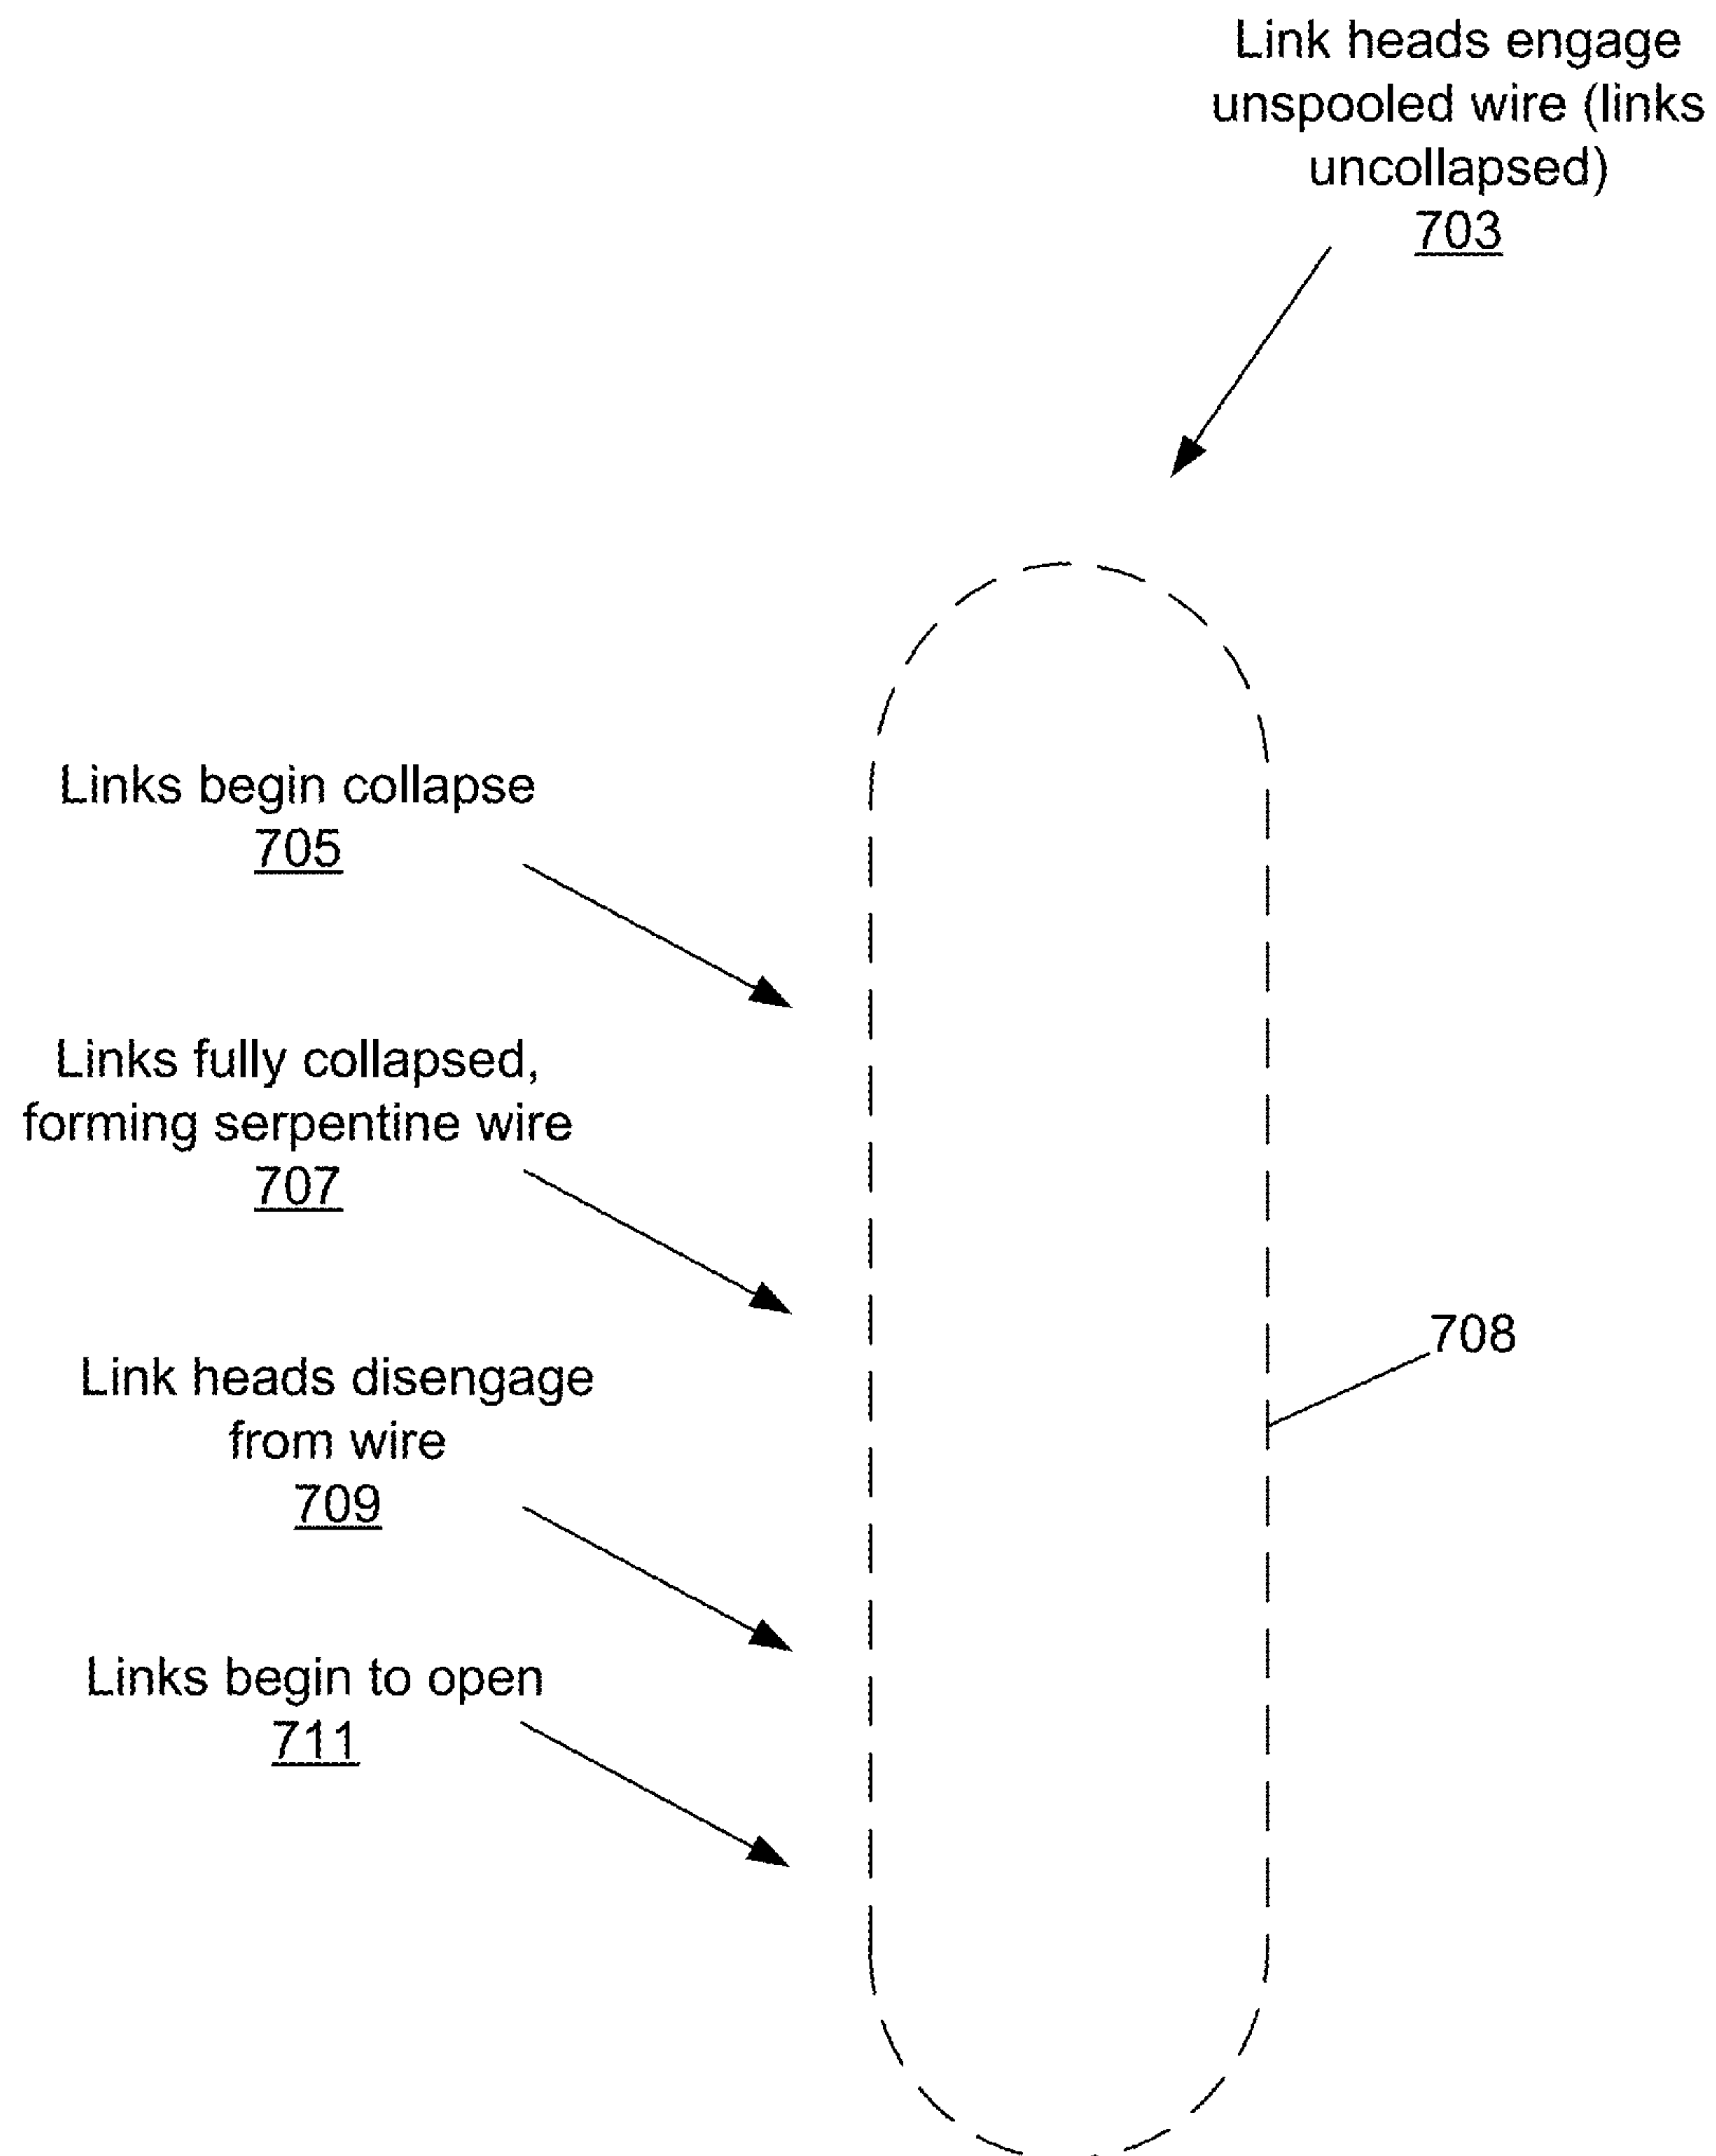 Link heads engage
unspooled wire (links
uncollapsed)
703
Links begin collapse
705
Links fully collapsed,
forming serpentine wire
707
708
Link heads disengage
from wire
709
Links begin to open
711